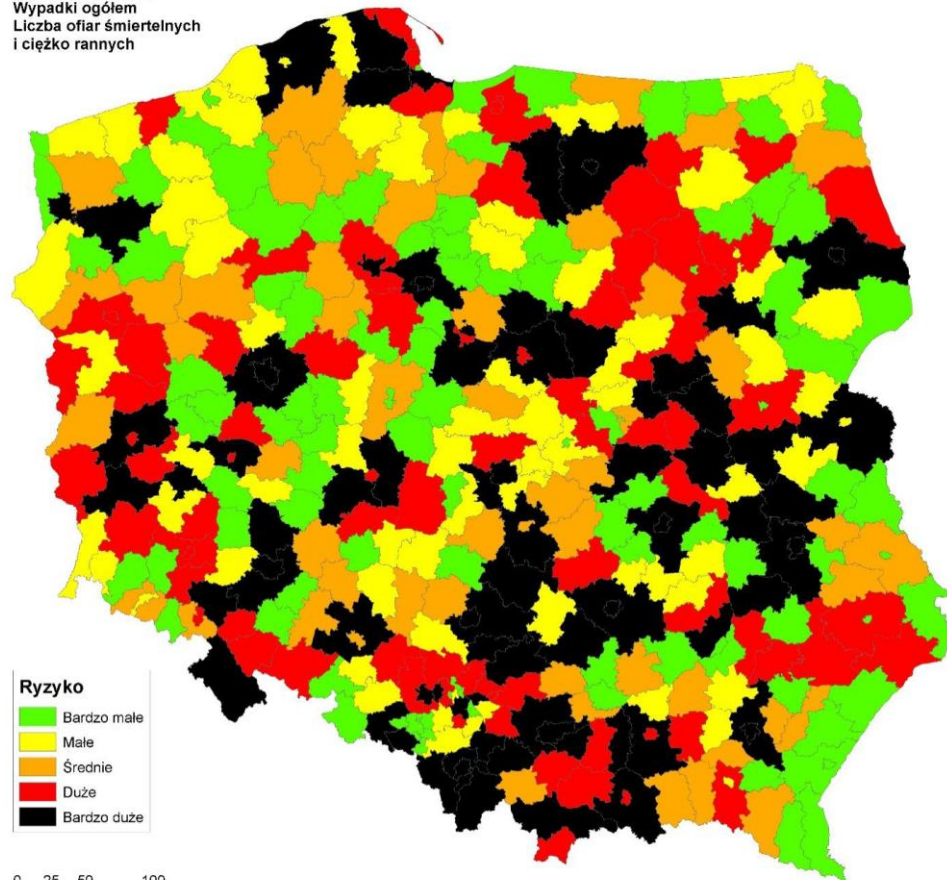 Wypadki ogółem
Liczba ofiar śmiertelnych
i ciężko rannych
Ryzyko
Bardzo małe
Małe
Średnie
Duże
Bardzo duże
0 25 50 100